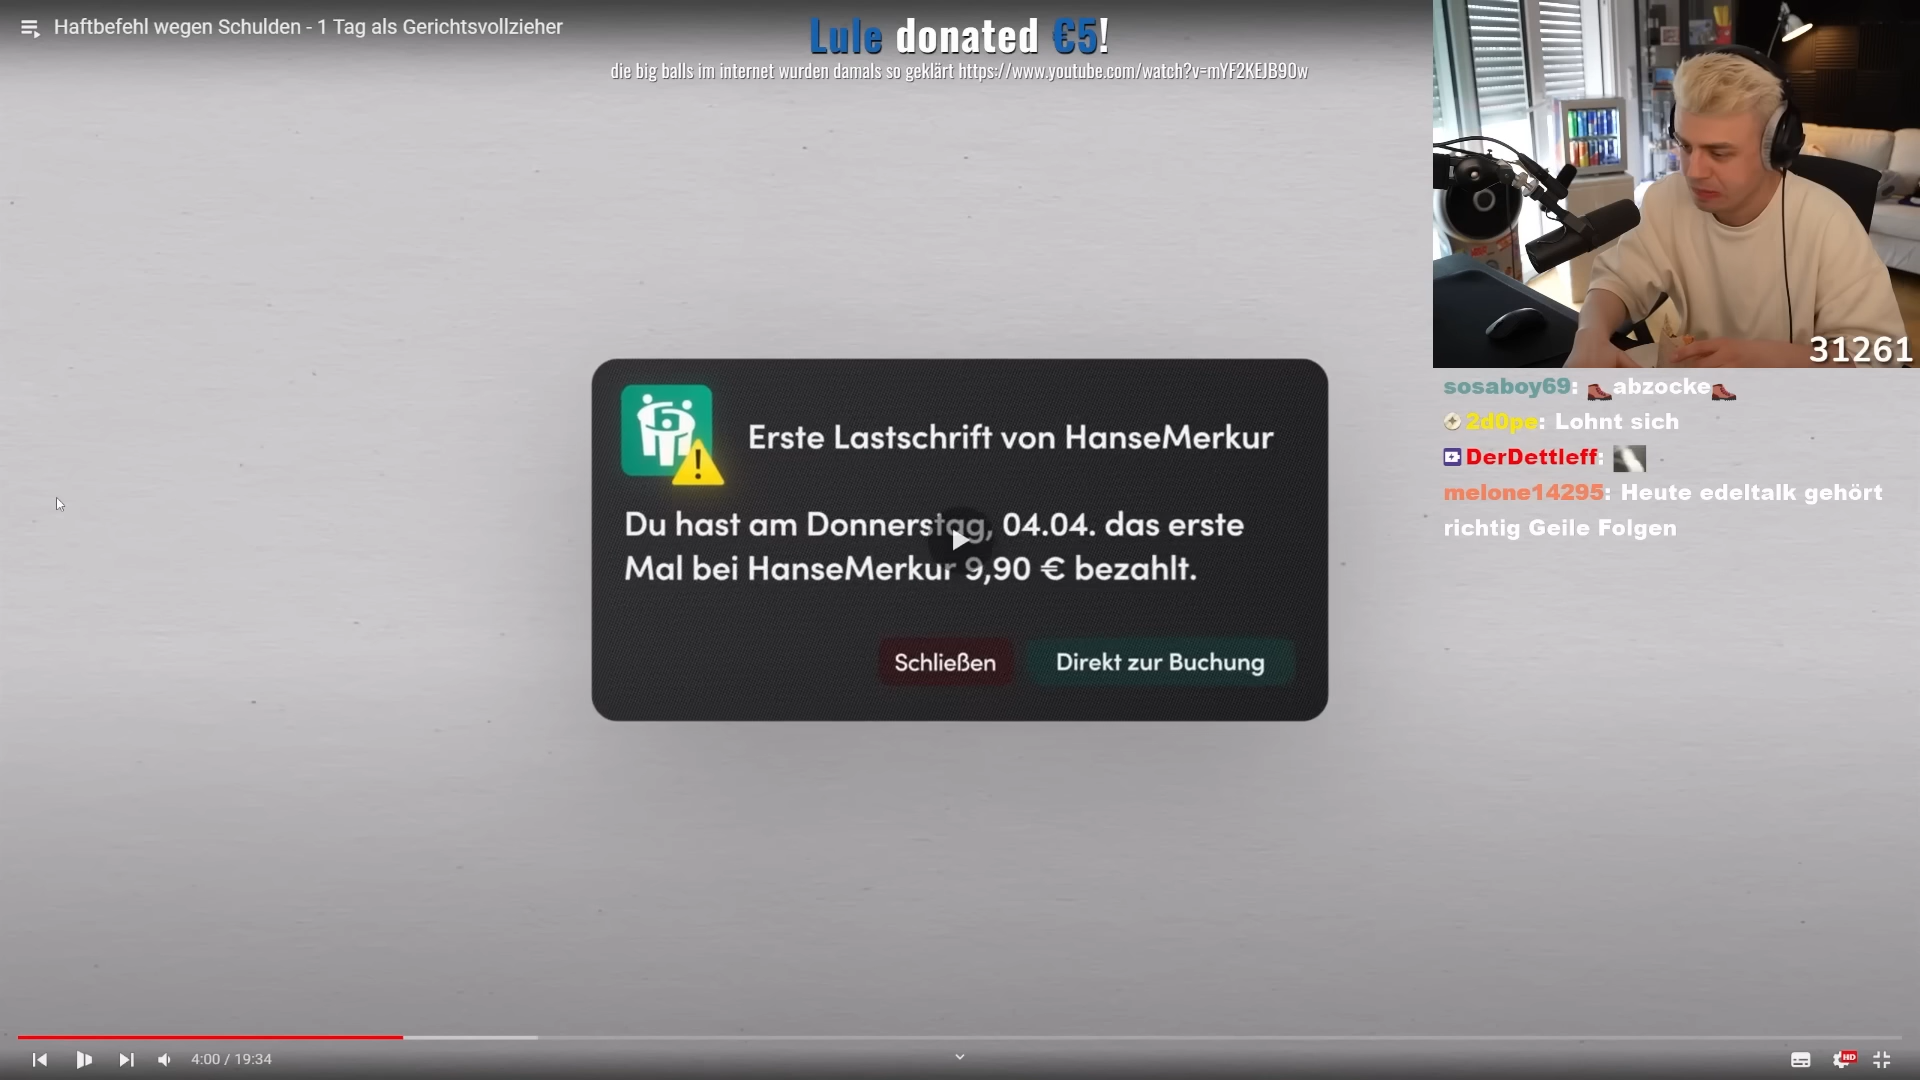 Haftbefehl wegen Schulden - 1 Tag als Gerichtsvollzieher
Lule donated €5!
die big balls im internet wurden damals so geklärt https://www.youtube.com/watch?v=mYF2KEJB90w
31261
sosaboy69: abzocke
2d0pe: Lohnt sich
DerDettleff:
melone14295: Heute edeltalk gehört
richtig Geile Folgen
Erste Lastschrift von HanseMerkur
Du hast am Donnerstag, 04.04. das erste
Mal bei HanseMerkur 9,90 € bezahlt.
Schließen Direkt zur Buchung
4:00 / 19:34
HD